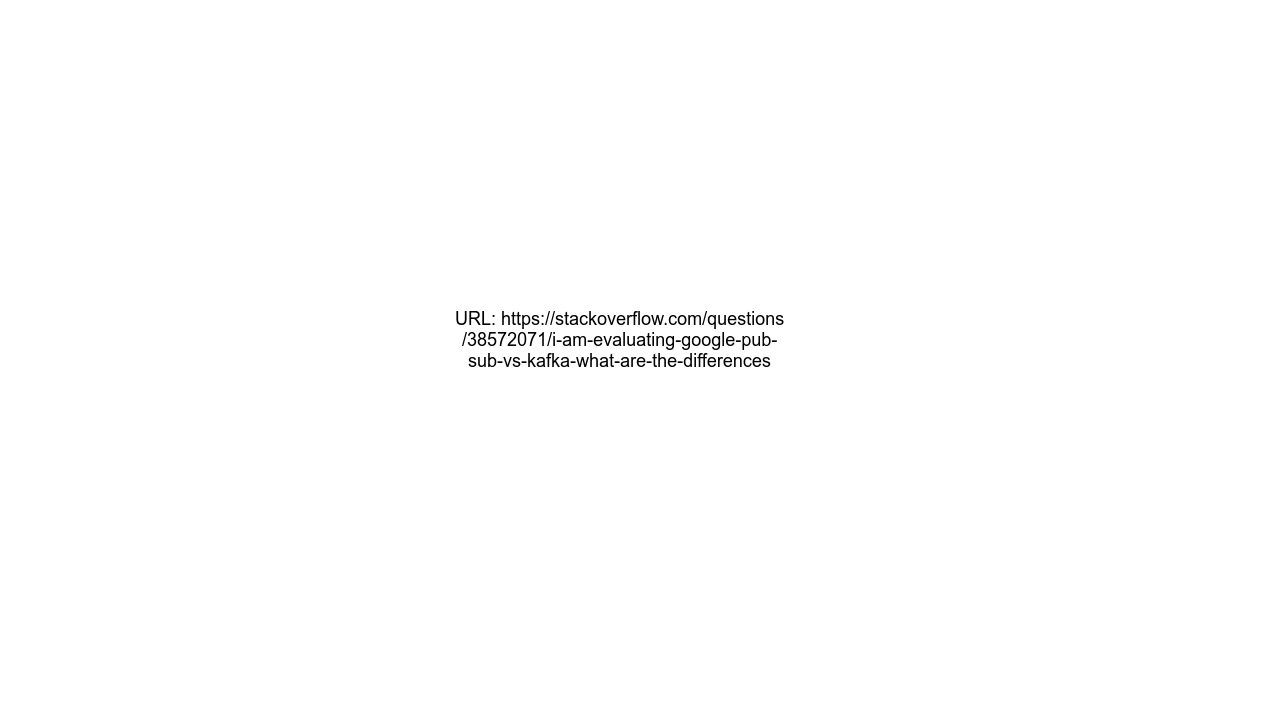 URL: https://stackoverflow.com/questions
/38572071/i-am-evaluating-google-pub-
sub-vs-kafka-what-are-the-differences